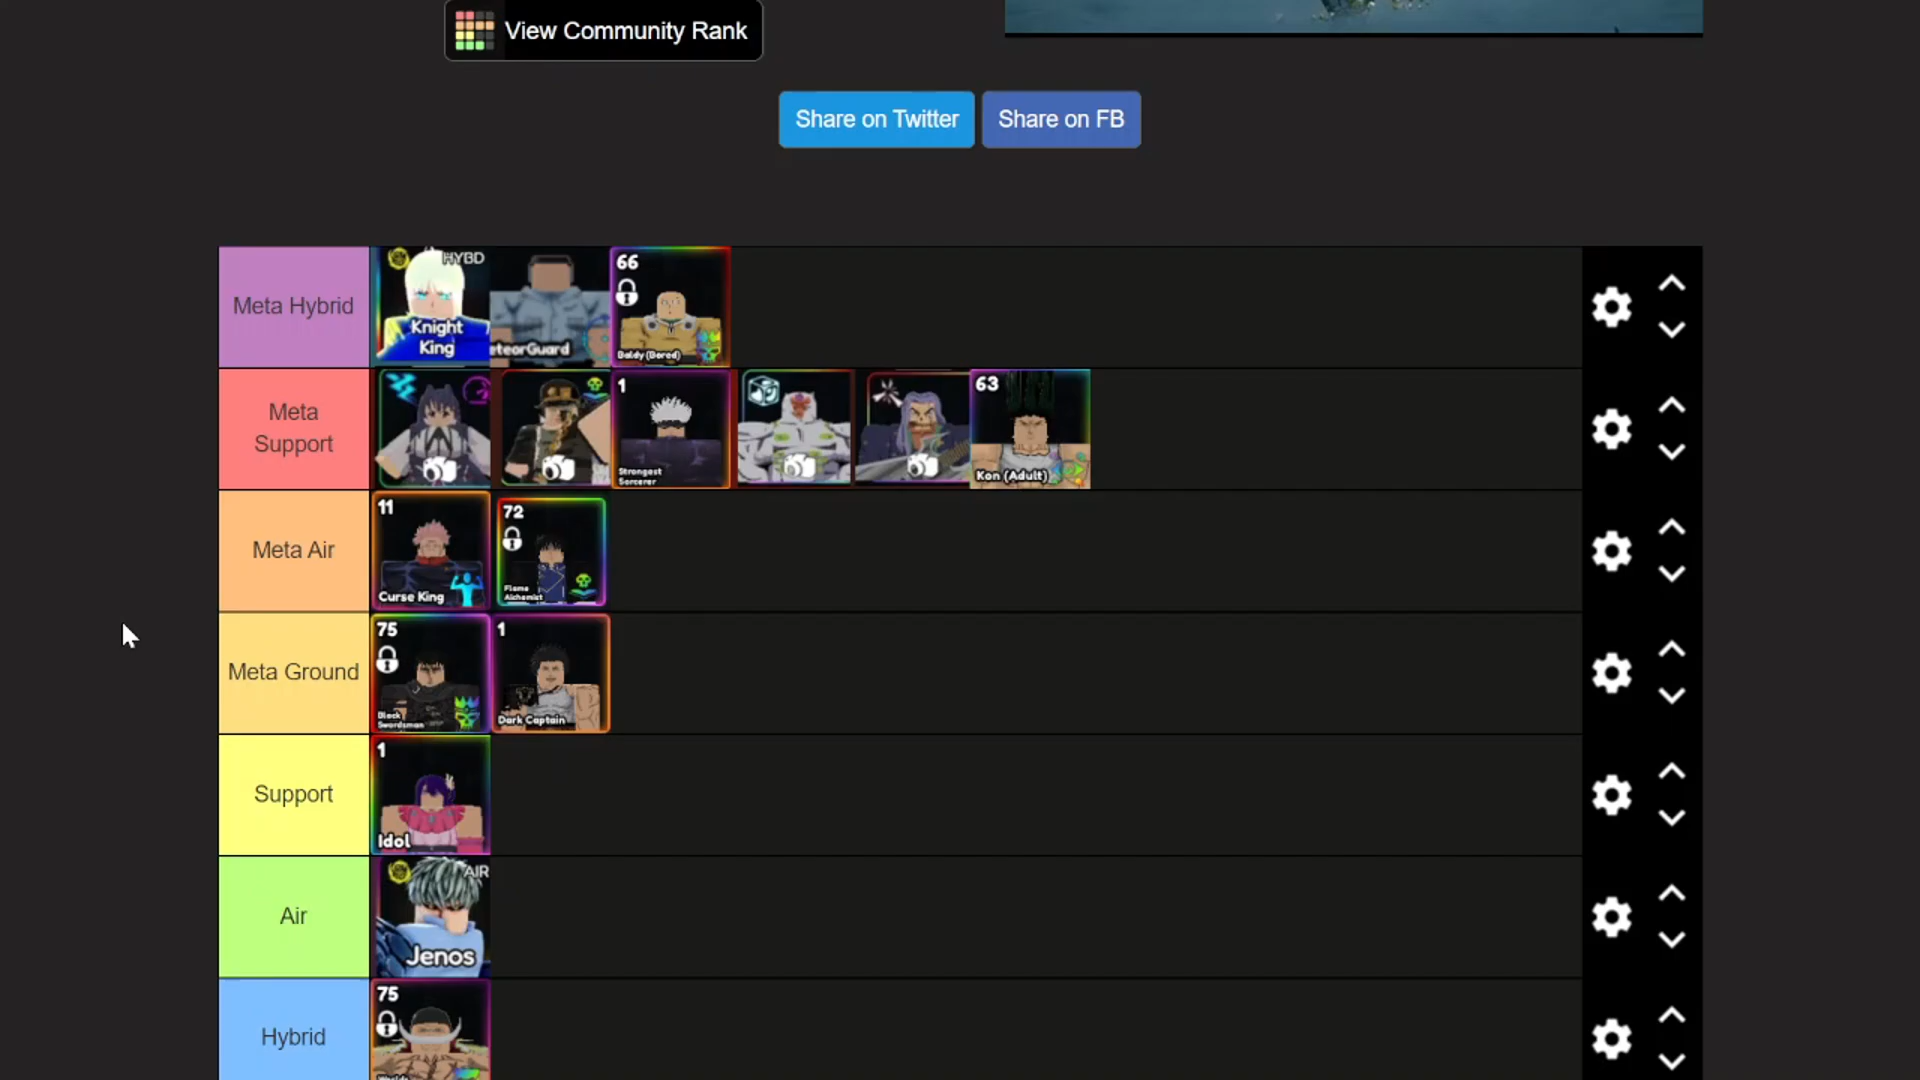 View Community Rank
Share on Twitter
Share on FB
Meta Hybrid
HYBD
Knight
King
eteorGuard
66
Baldy (Bored)
Meta
Support
1
Strongest
Sorcerer
63
Kon (Adult)
Meta Air
11
Curse King
72
Flame
Alchemist
Meta Ground
75
Black
Swordsman
1
Dark Captain
Support
1
Idol
Air
AIR
Jenos
Hybrid
75